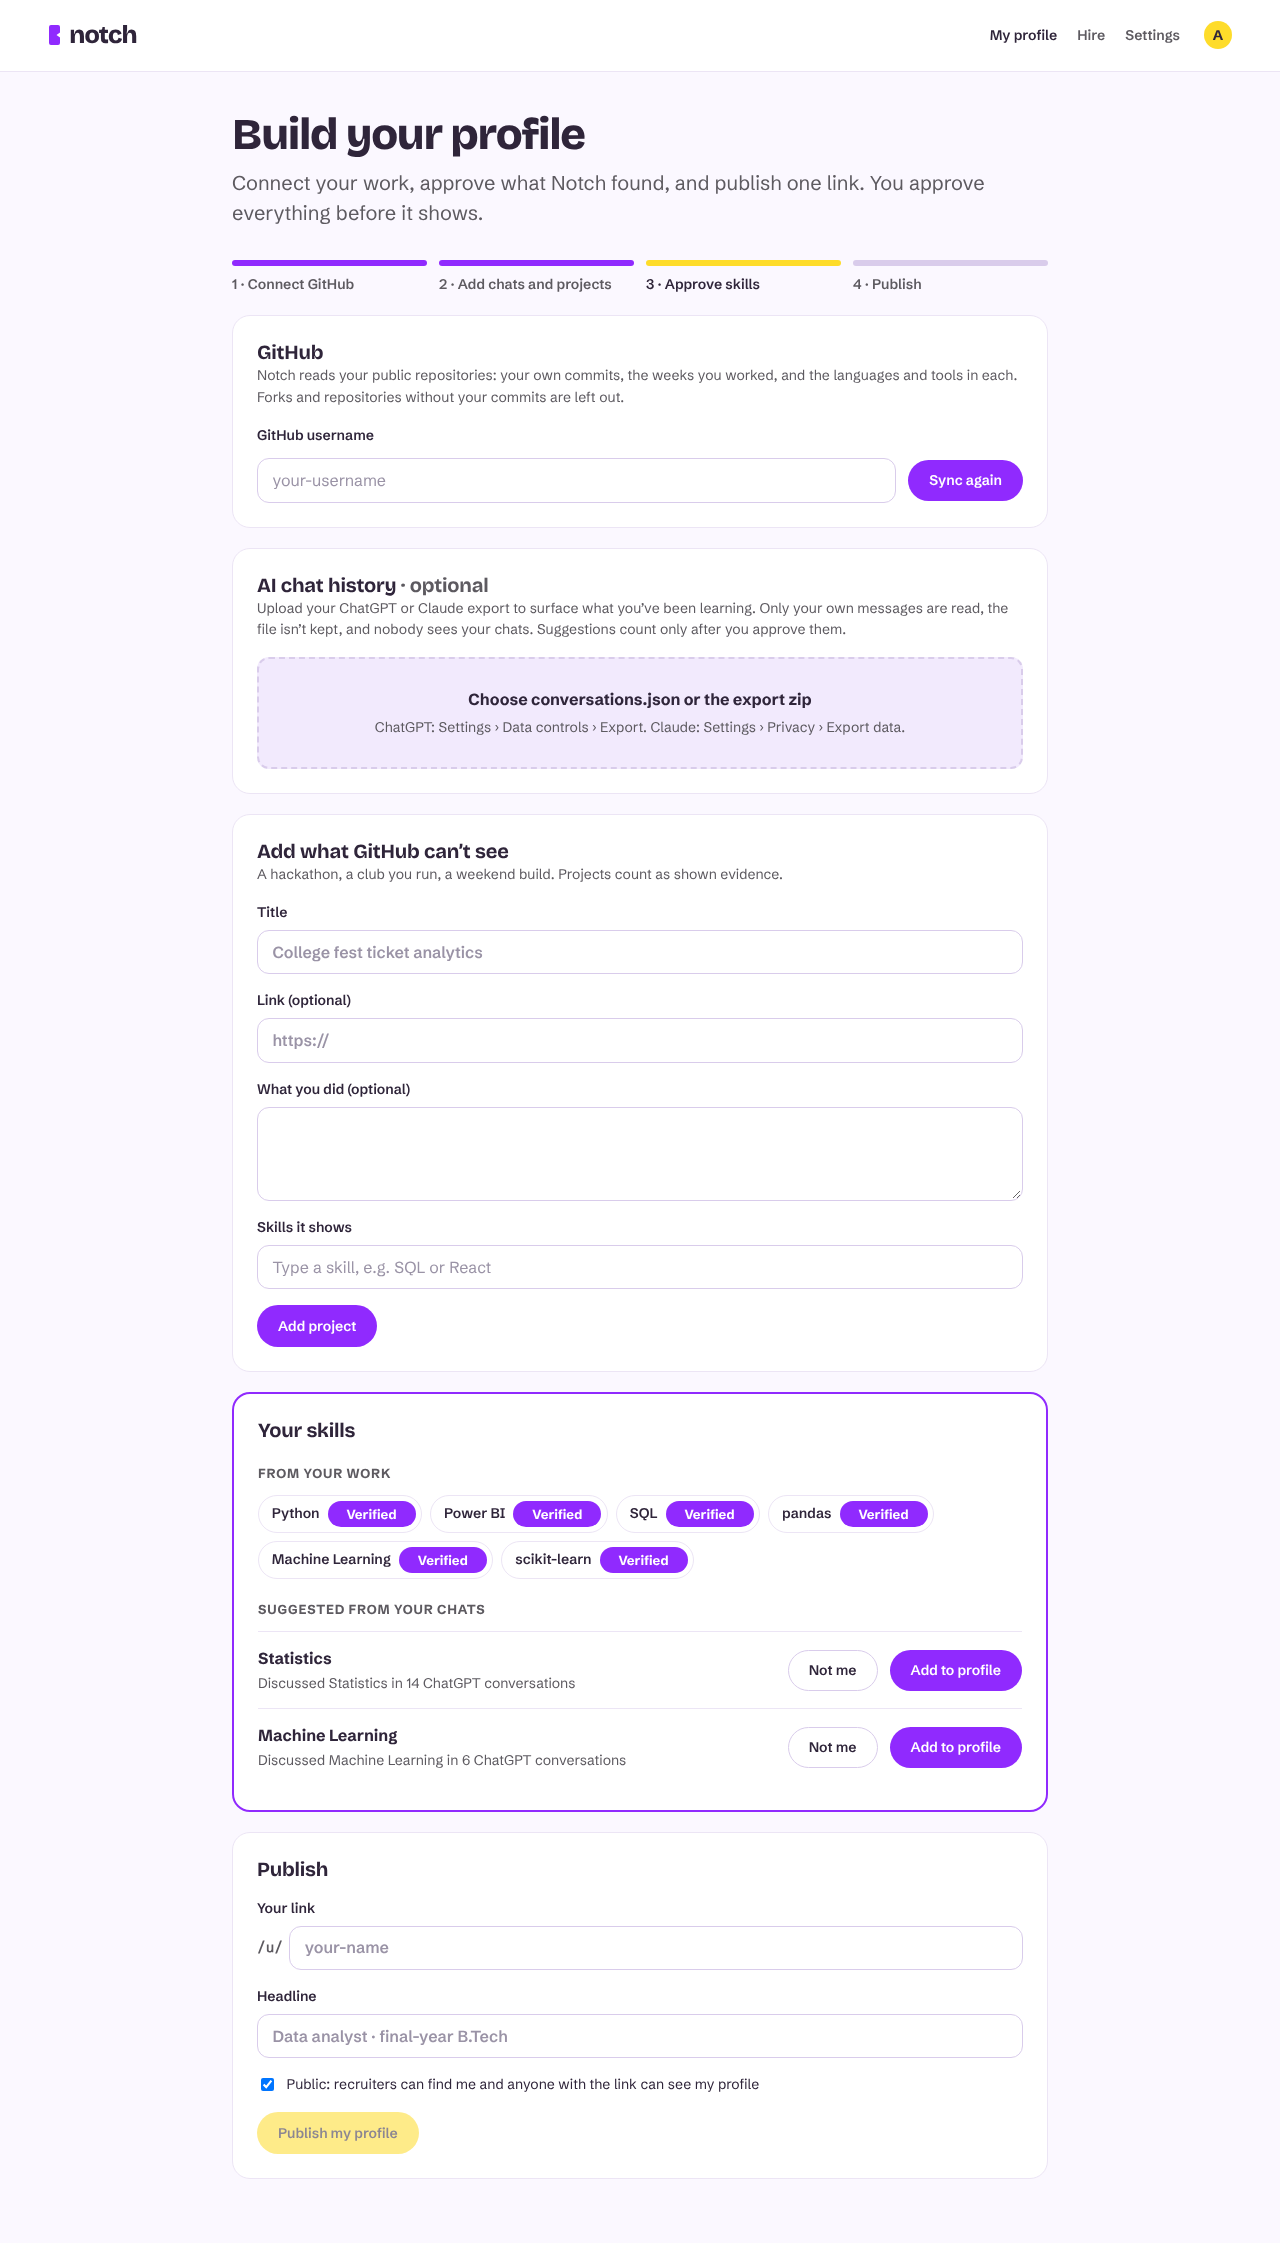 notch
My profile
Hire
Settings
A
Build your profile
Connect your work, approve what Notch found, and publish one link. You approve
everything before it shows.
1 · Connect GitHub
2 · Add chats and projects
3 · Approve skills
4 · Publish
GitHub
Notch reads your public repositories: your own commits, the weeks you worked, and the languages and tools in each.
Forks and repositories without your commits are left out.
GitHub username
your-username
Sync again
AI chat history · optional
Upload your ChatGPT or Claude export to surface what you’ve been learning. Only your own messages are read, the
file isn’t kept, and nobody sees your chats. Suggestions count only after you approve them.
Choose conversations.json or the export zip
ChatGPT: Settings › Data controls › Export. Claude: Settings › Privacy › Export data.
Add what GitHub can’t see
A hackathon, a club you run, a weekend build. Projects count as shown evidence.
Title
College fest ticket analytics
Link (optional)
https://
What you did (optional)
Skills it shows
Type a skill, e.g. SQL or React
Add project
Your skills
FROM YOUR WORK
Python Verified
Power BI Verified
SQL Verified
pandas Verified
Machine Learning Verified
scikit-learn Verified
SUGGESTED FROM YOUR CHATS
Statistics
Discussed Statistics in 14 ChatGPT conversations
Not me
Add to profile
Machine Learning
Discussed Machine Learning in 6 ChatGPT conversations
Not me
Add to profile
Publish
Your link
/u/ your-name
Headline
Data analyst · final-year B.Tech
Public: recruiters can find me and anyone with the link can see my profile
Publish my profile